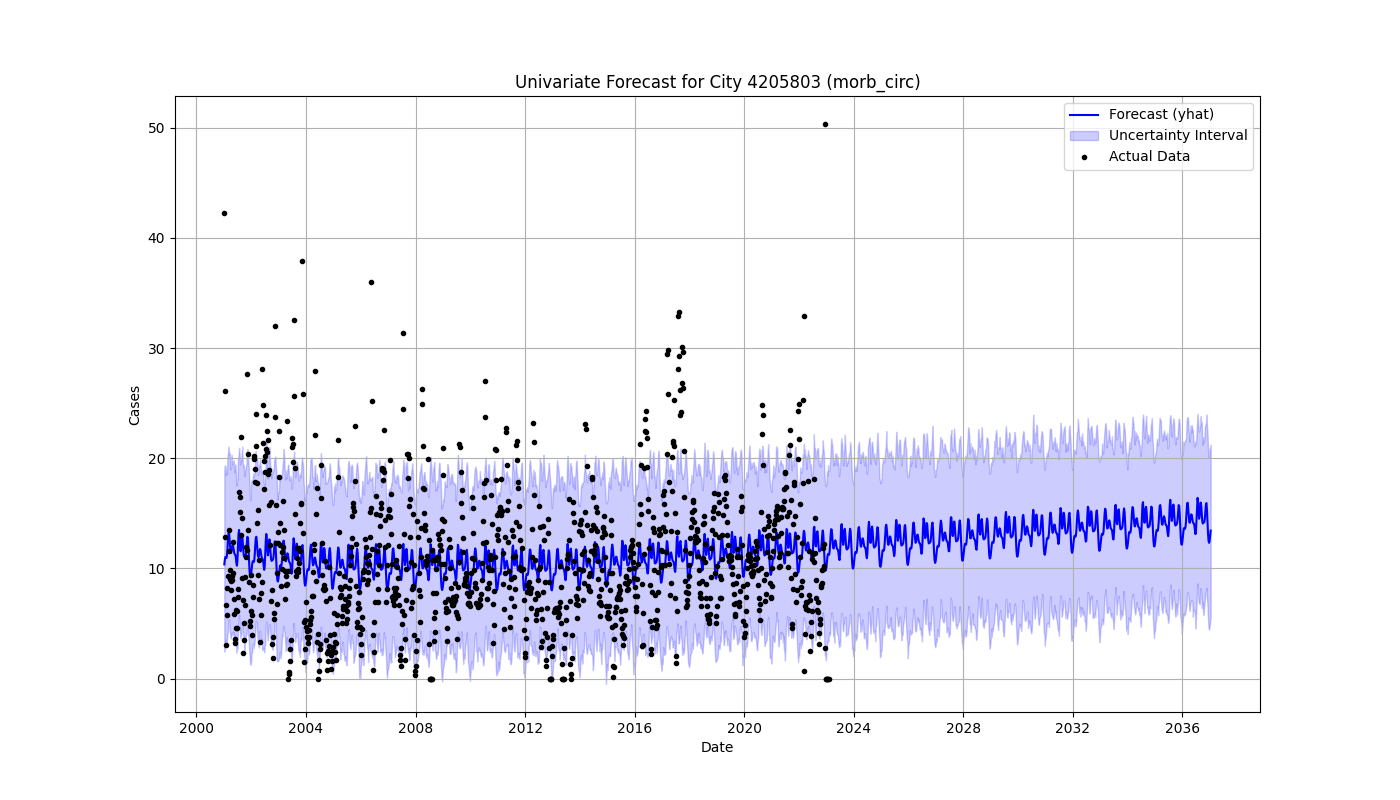 Univariate Forecast for City 4205803 (morb_circ)
Forecast (yhat)
Uncertainty Interval
Actual Data
Cases
50
40
30
20
10
0
2000 2004 2008 2012 2016 2020 2024 2028 2032 2036
Date